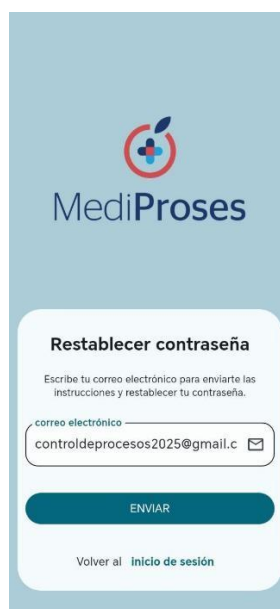 MediProses
Restablecer contraseña
Escribe tu correo electrónico para enviarte las
instrucciones y restablecer tu contraseña.
correo electrónico
controldeprocesos2025@gmail.c
ENVIAR
Volver al inicio de sesión